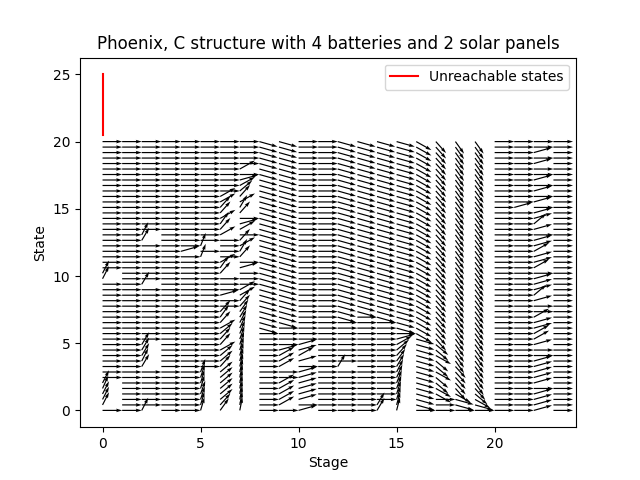 Phoenix, C structure with 4 batteries and 2 solar panels
Unreachable states
25
20
15
10
5
0
State
0 5 10 15 20
Stage